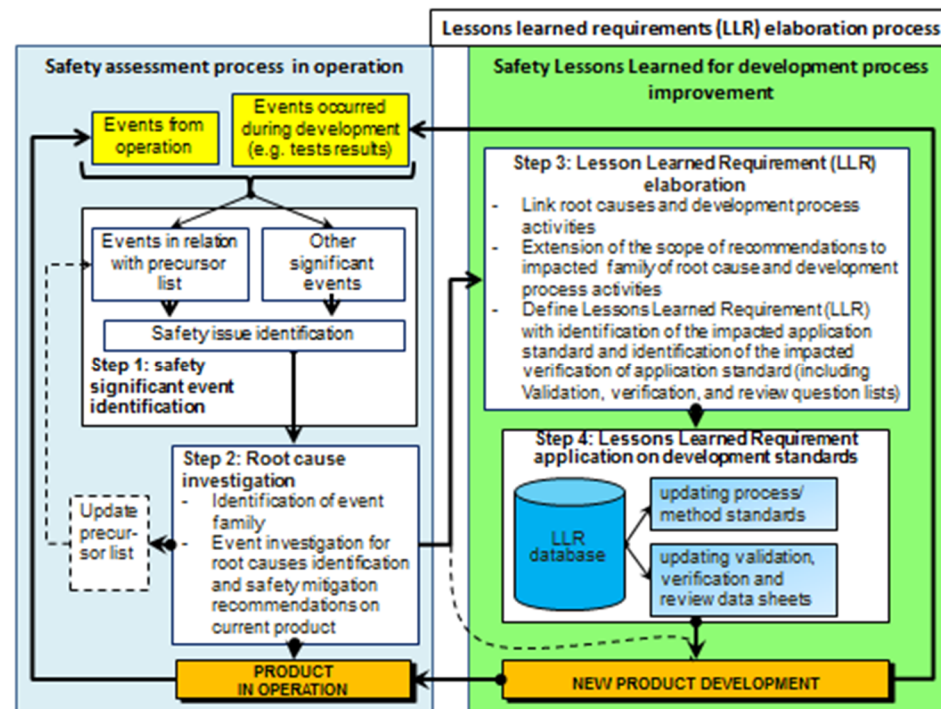 Lessons learned requirements (LLR) elaboration process
Safety assessment process in operation
Events from
operation
Events occurred
during development
(e.g. tests results)
Events in relation
with precursor
list
Other
significant
events
Safety issue identification
Step 1: safety
significant event
identification
Step 2: Root cause
investigation
- Identification of event
family
- Event investigation for
root causes identification
and safety mitigation
recommendations on
current product
Update
precur-
sor list
PRODUCT
IN OPERATION
Safety Lessons Learned for development process
improvement
Step 3: Lesson Learned Requirement (LLR)
elaboration
- Link root causes and development process
activities
- Extension of the scope of recommendations to
impacted family of root cause and development
process activities
- Define Lessons Learned Requirement (LLR)
with identification of the impacted application
standard and identification of the impacted
verification of application standard (including
Validation, verification, and review question lists)
Step 4: Lessons Learned Requirement
application on development standards
LLR
database
updating process/
method standards
updating validation,
verification and
review data sheets
NEW PRODUCT DEVELOPMENT